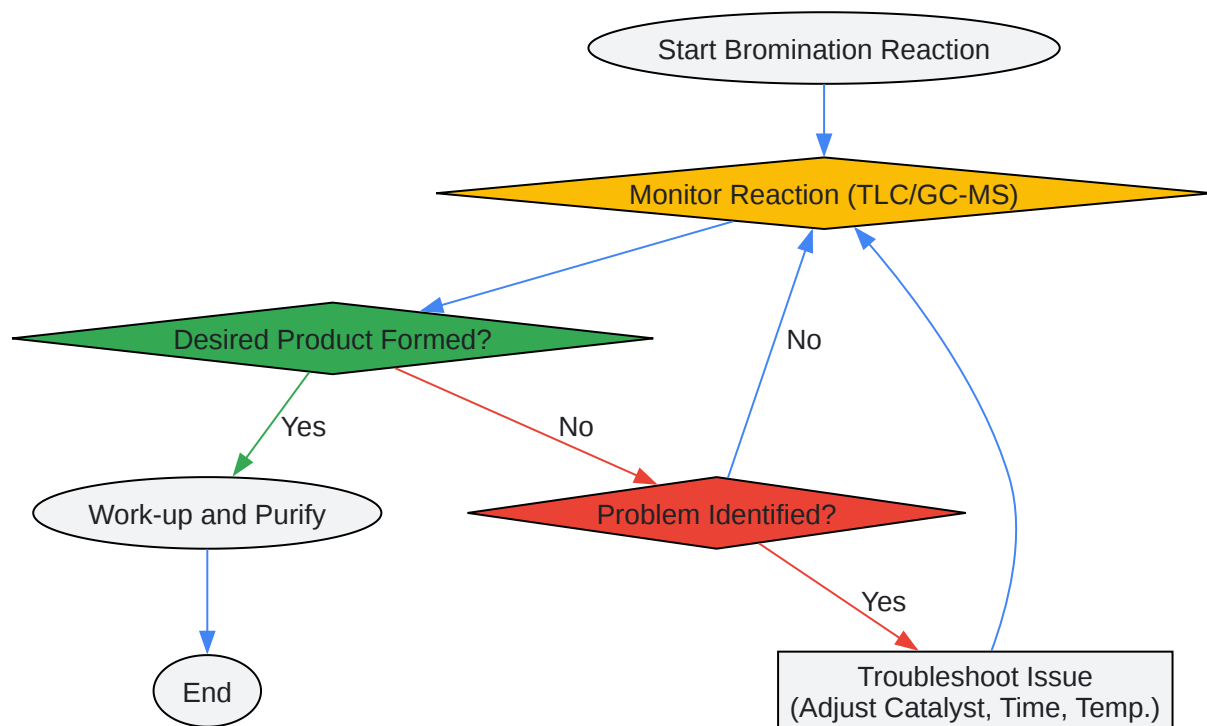 Start Bromination Reaction
Monitor Reaction (TLC/GC-MS)
No
Desired Product Formed?
Yes
No
Work-up and Purify
Problem Identified?
Yes
End
Troubleshoot Issue
(Adjust Catalyst, Time, Temp.)